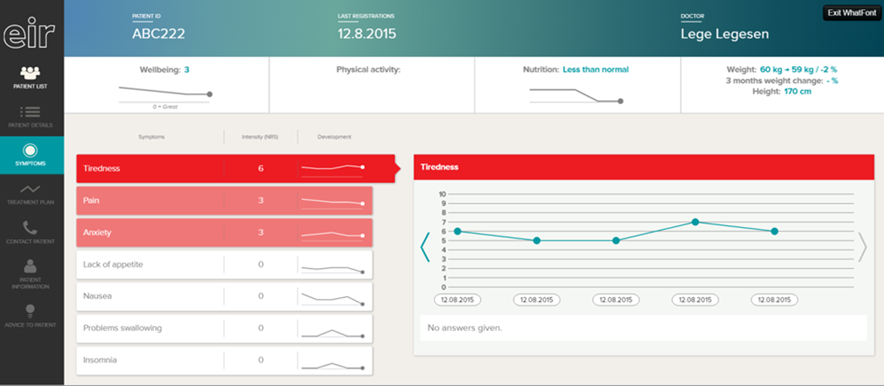 eir
PATIENT ID
ABC222
LAST REGISTRATIONS
12.8.2015
DOCTOR
Lege Legesen
Exit WhatFont
PATIENT LIST
PATIENT DETAILS
SYMPTOMS
TREATMENT PLAN
CONTACT PATIENT
PATIENT
INFORMATION
ADVICE TO PATIENT
Wellbeing: 3
0 = Great
Physical activity:
Nutrition: Less than normal
Weight: 60 kg → 59 kg / -2 %
3 months weight change: - %
Height: 170 cm
Symptoms Intensity (NRS) Development
Tiredness 6
Pain 3
Anxiety 3
Lack of appetite 0
Nausea 0
Problems swallowing 0
Insomnia 0
Tiredness
10
9
8
7
6
5
4
3
2
1
0
12.08.2015 12.08.2015 12.08.2015 12.08.2015 12.08.2015
No answers given.